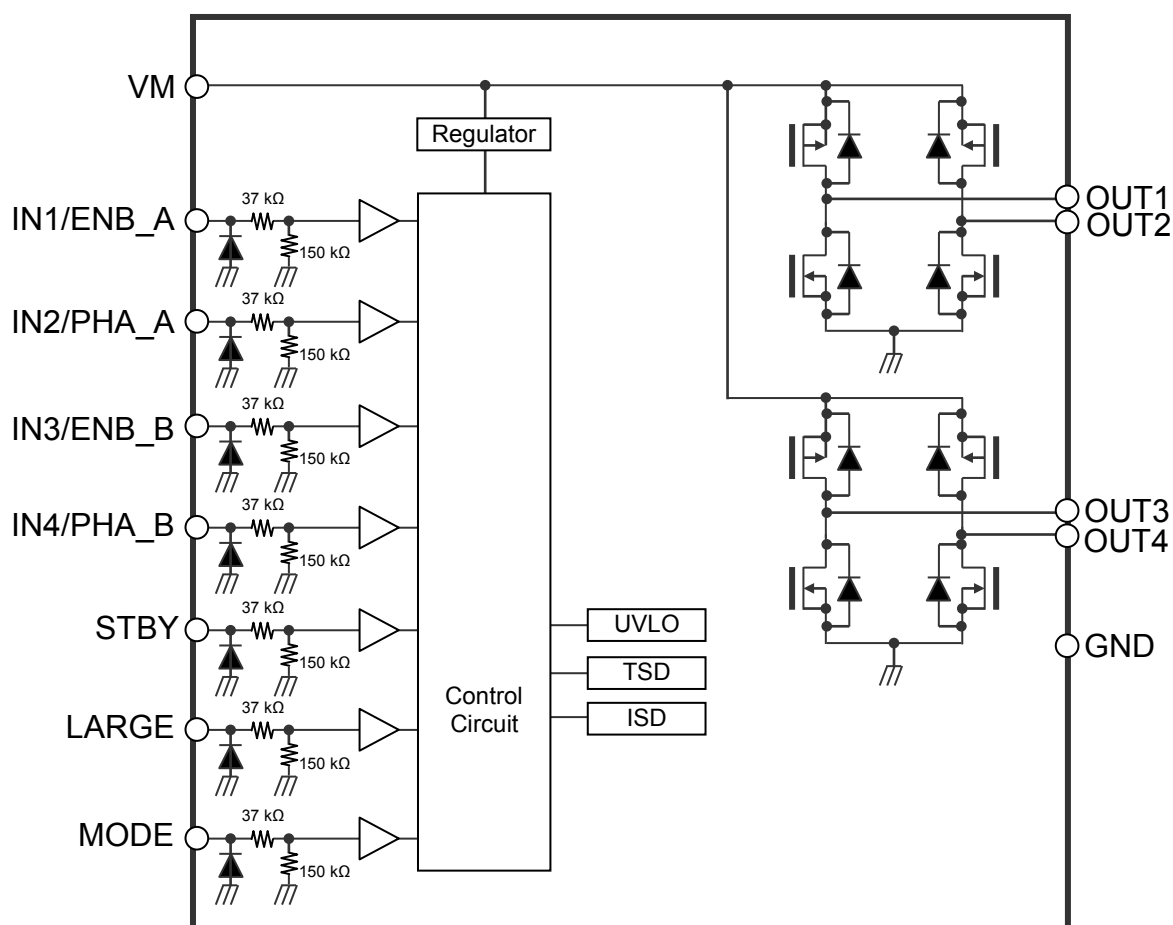 VM
Regulator
IN1/ENB_A
37 kΩ
150 kΩ
OUT1
OUT2
IN2/PHA_A
37 kΩ
150 kΩ
IN3/ENB_B
37 kΩ
150 kΩ
IN4/PHA_B
37 kΩ
150 kΩ
OUT3
OUT4
STBY
37 kΩ
150 kΩ
UVLO
GND
TSD
LARGE
37 kΩ
150 kΩ
Control
Circuit
ISD
MODE
37 kΩ
150 kΩ